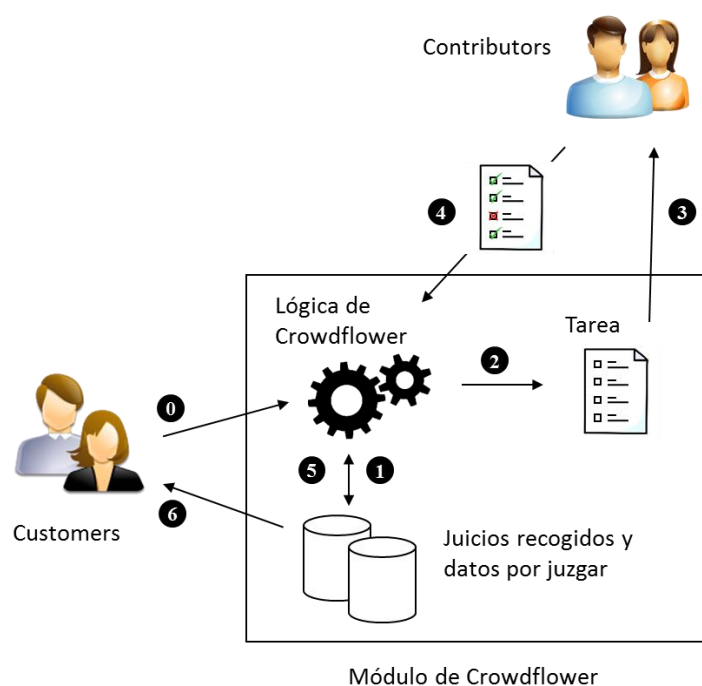 Contributors
4
3
Lógica de
Crowdflower
Tarea
2
0
5
1
6
Customers
Juicios recogidos y
datos por juzgar
Módulo de Crowdflower